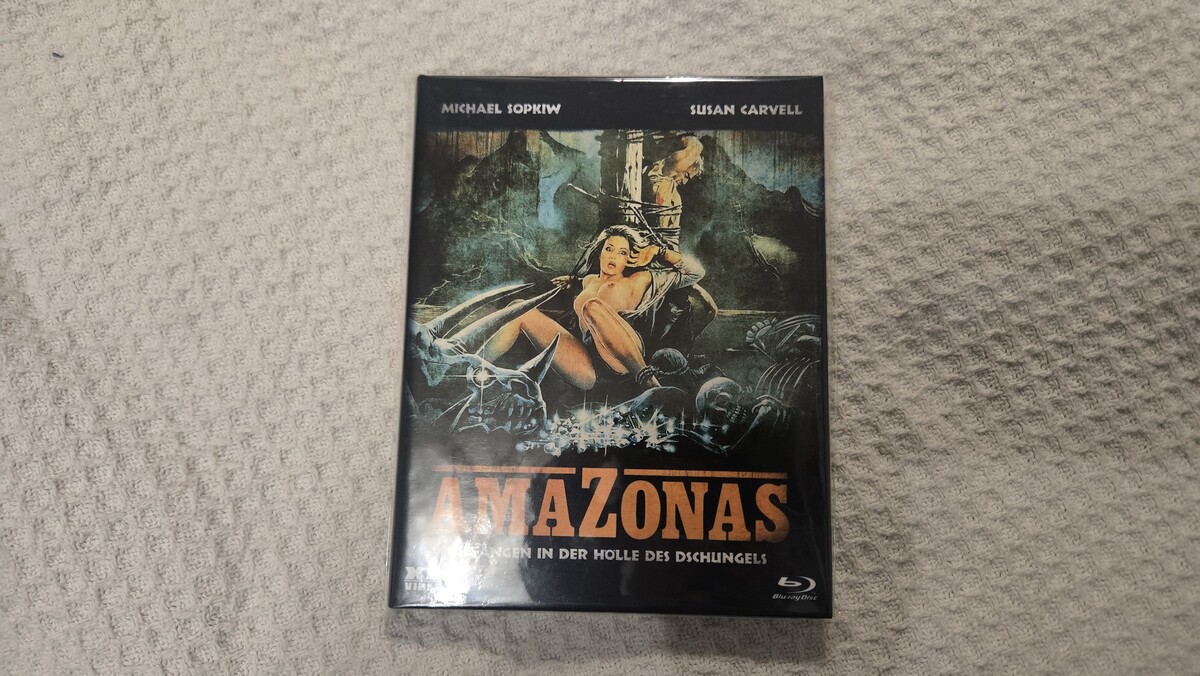 MICHAEL SOPKIW
SUSAN CARVELL
AMAZONAS
IN DER HÖLLE DES DSCHUNGELS
Blu-ray Disc